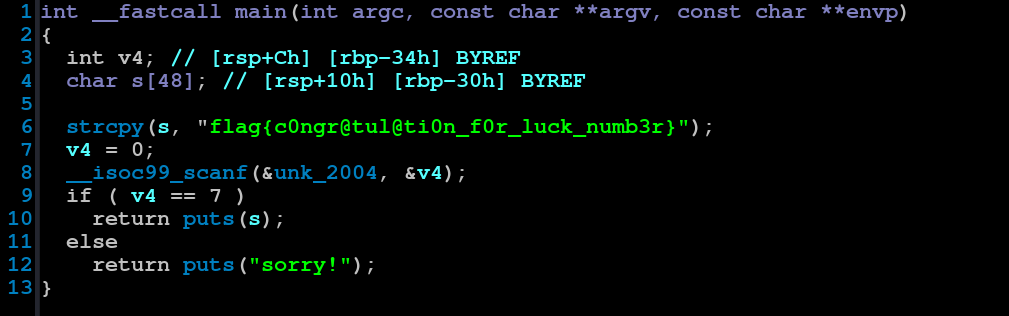 1 int __fastcall main(int argc, const char **argv, const char **envp)
2 {
3   int v4; // [rsp+Ch] [rbp-34h] BYREF
4   char s[48]; // [rsp+10h] [rbp-30h] BYREF
5
6   strcpy(s, "flag{c0ngr@tul@ti0n_f0r_luck_numb3r}");
7   v4 = 0;
8   __isoc99_scanf(&unk_2004, &v4);
9   if ( v4 == 7 )
10     return puts(s);
11   else
12     return puts("sorry!");
13 }